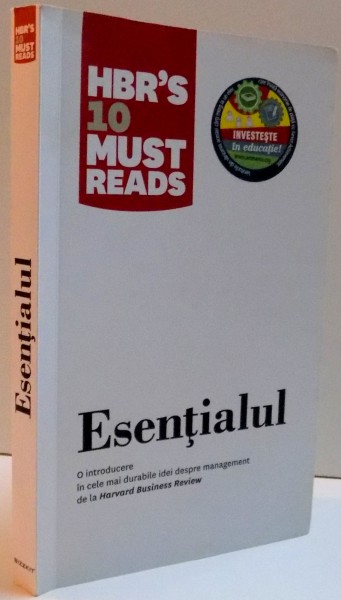 HBR'S
10
MUST
READS
HBR'S
10
MUST
READS
INVESTEȘTE
în educație!
Esențialul
Esențialul
O introducere
în cele mai durabile idei despre management
de la Harvard Business Review
BIZZKIT